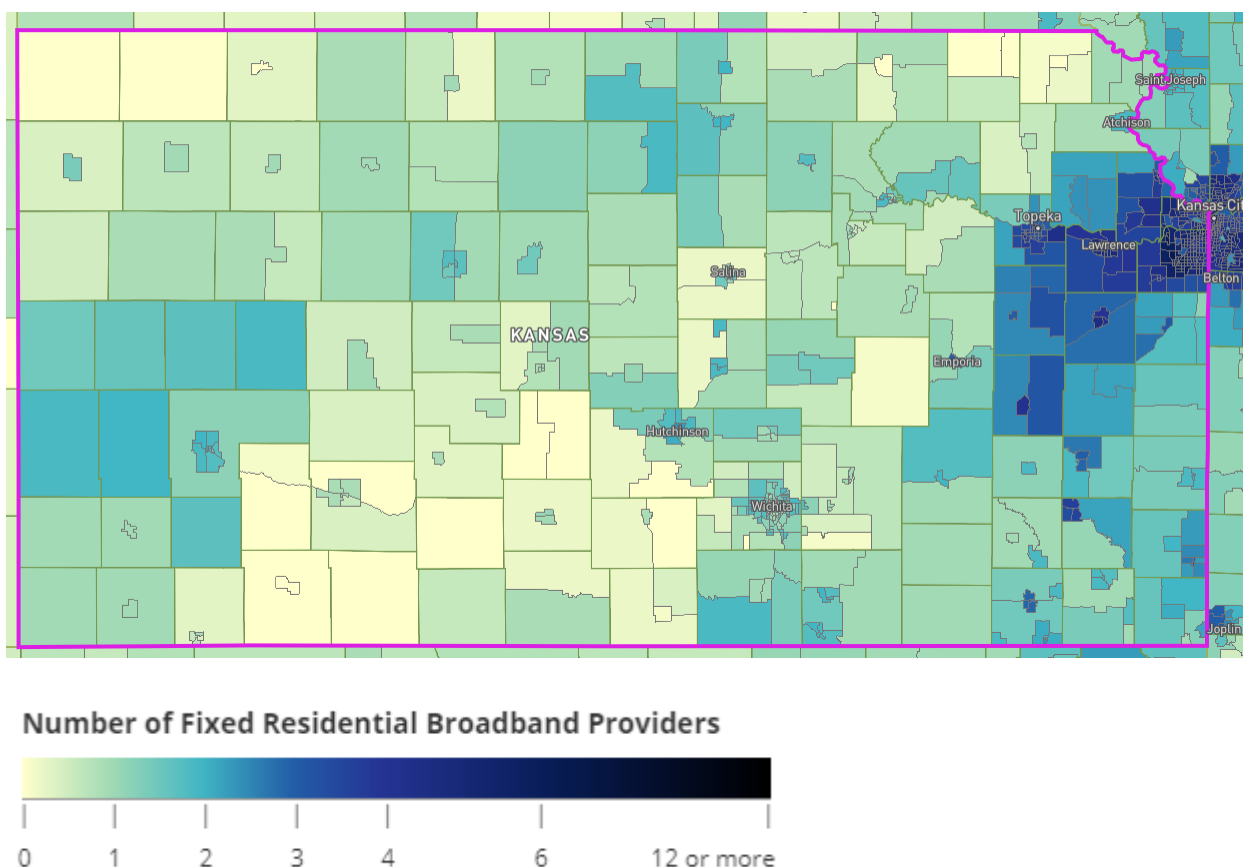 Saint Joseph
Atchison
Kansas Cit
Topeka
Lawrence
Salina
Belton
KANSAS
Emporia
Hutchinson
Wichita
Joplin
Number of Fixed Residential Broadband Providers
0 1 2 3 4 6 12 or more